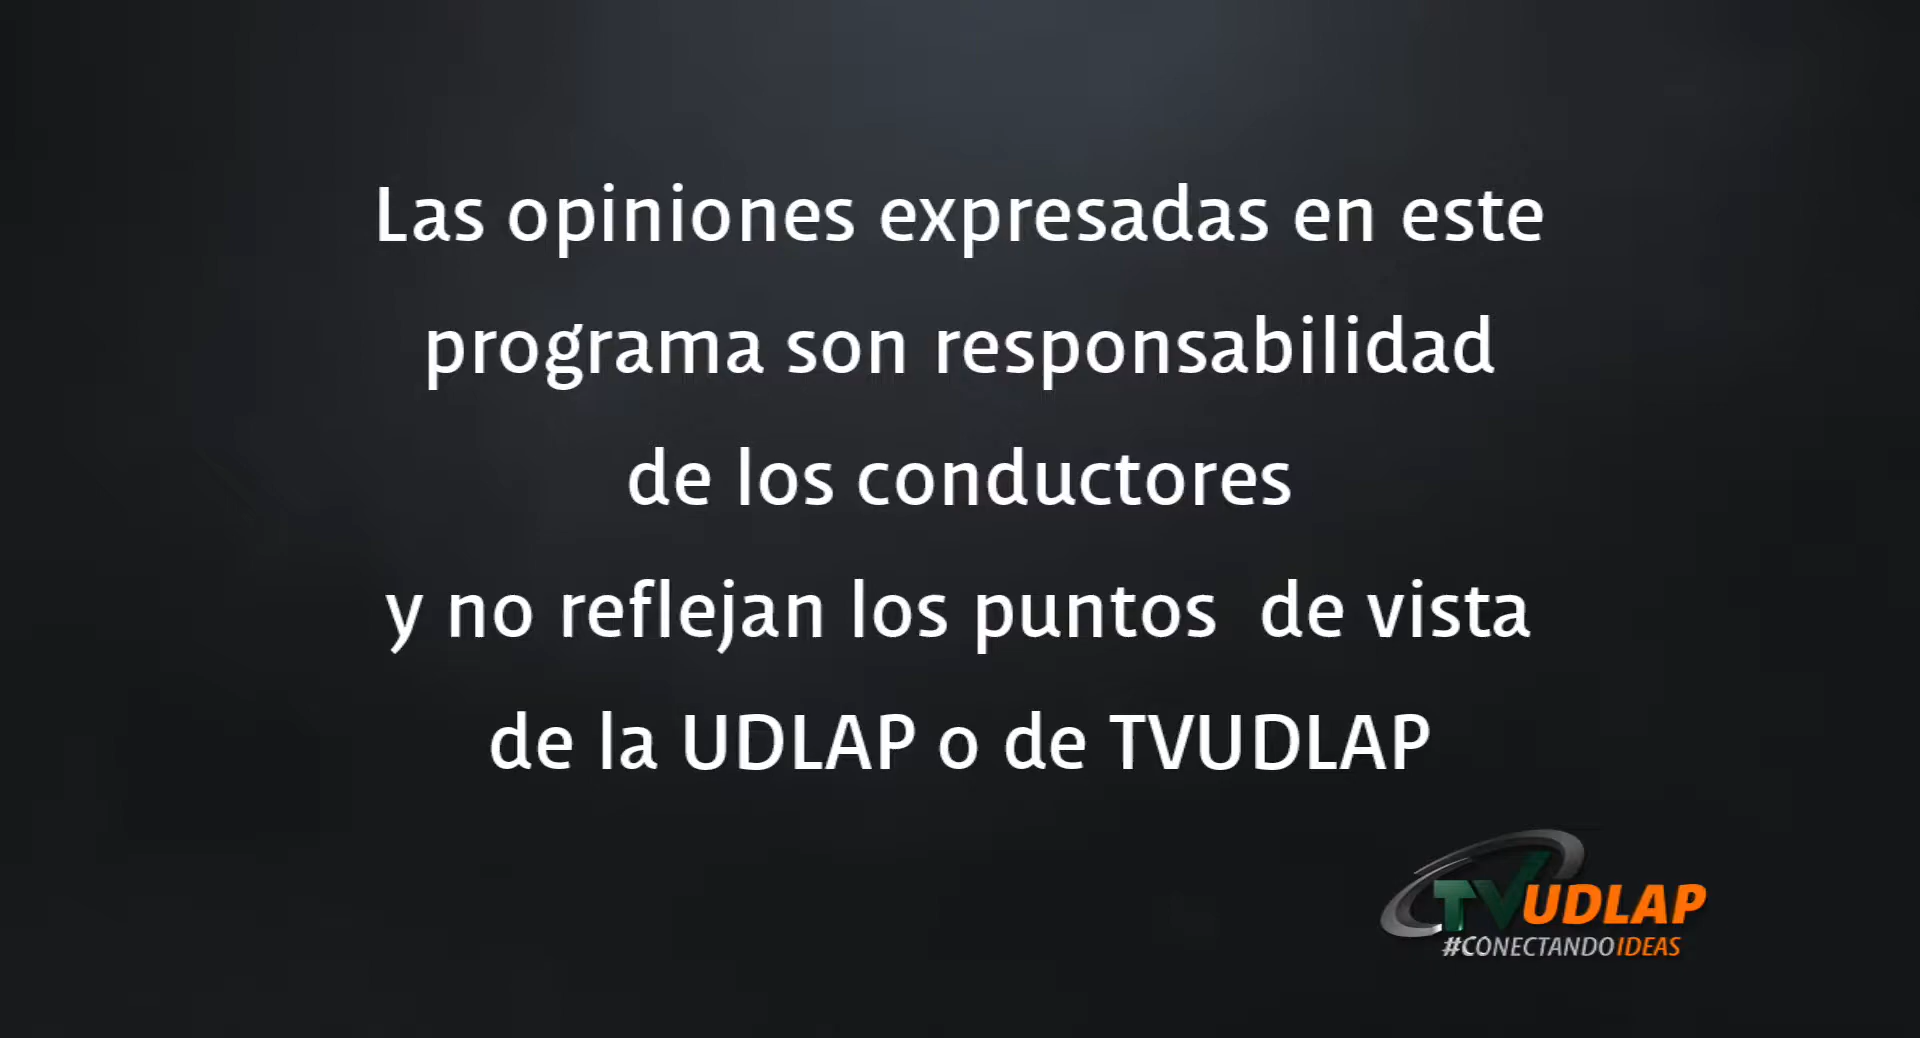 Las opiniones expresadas en este
programa son responsabilidad
de los conductores
y no reflejan los puntos  de vista
de la UDLAP o de TVUDLAP
TVUDLAP
#CONECTANDOIDEAS